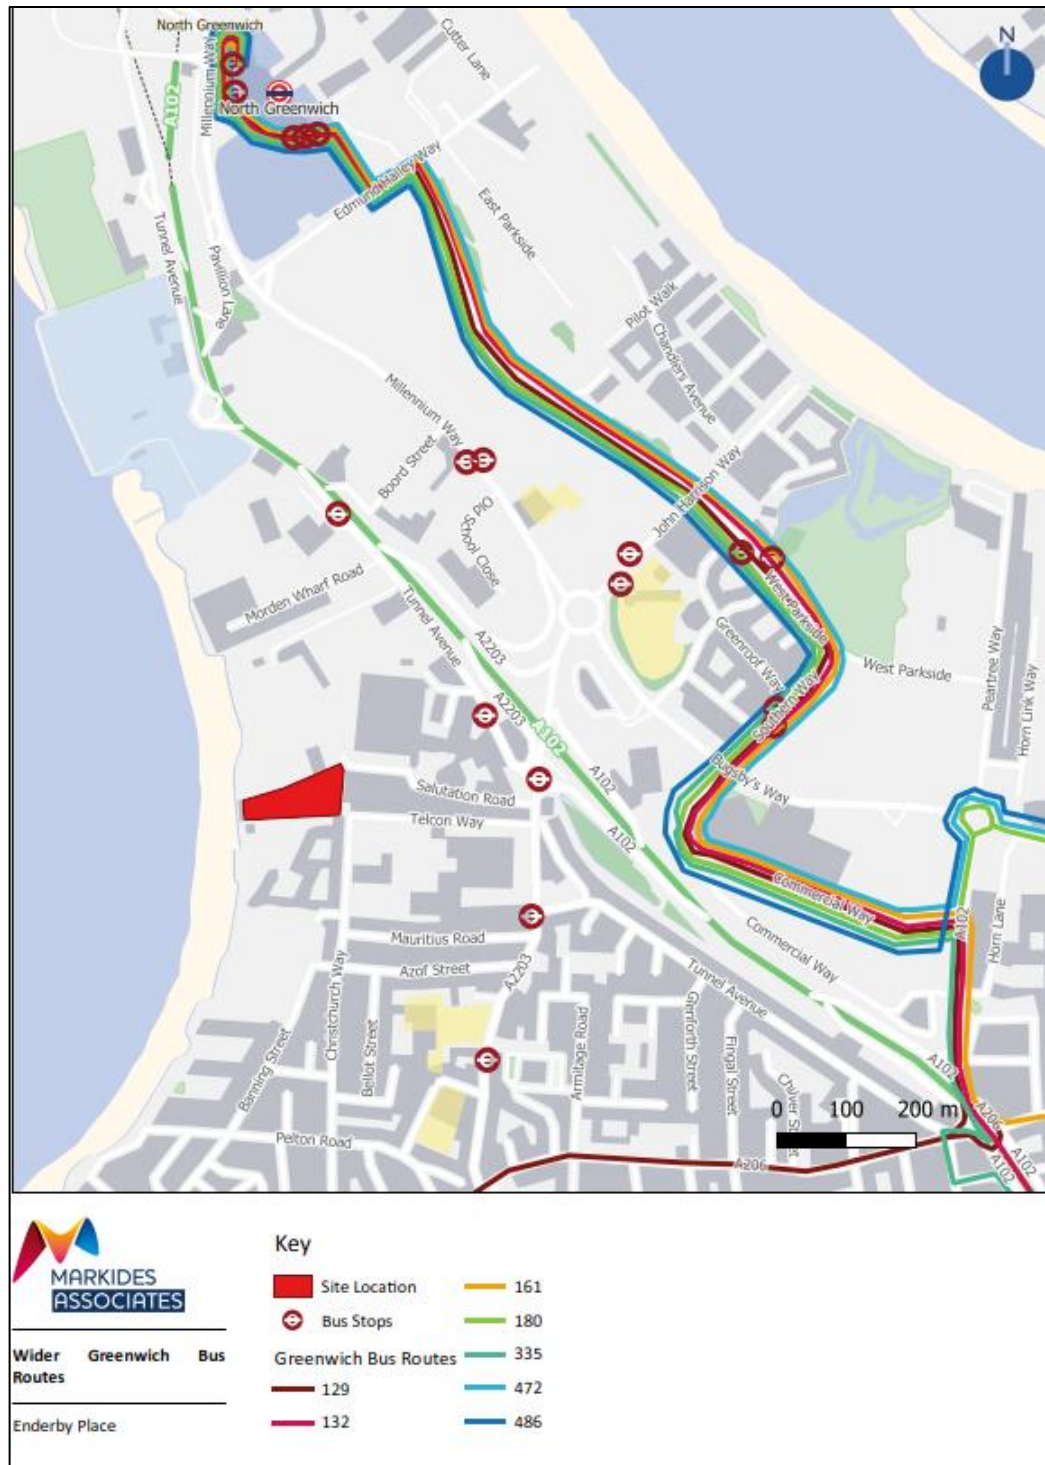 North Greenwich
N
Cutter Lane
A102
Millennium Way
North Greenwich
Edmund Halley Way
East Parkside
Tunnel Avenue
Pavillion Lane
Pilot Walk
Chandlers Avenue
Millennium Way
Boord Street
John Harrison Way
School Close
Morden Wharf Road
West Parkside
Tunnel Avenue
A2203
Greenroof Way
West Parkside
Peartree Way
Horn Link Way
A2203
A102
Southern Way
Bugsby's Way
A102
Salutation Road
Telcon Way
A102
Commercial Way
A102
Horn Lane
Mauritius Road
Azof Street
A2203
Commercial Way
Tunnel Avenue
Christchurch Way
Banning Street
Bellot Street
Armitage Road
Glenforth Street
Fingal Street
A102
0 100 200 m
A206
Pelton Road
A206
A102
A102
MARKIDES
ASSOCIATES
Wider Greenwich Bus
Routes
Enderby Place
Key
Site Location
Bus Stops
Greenwich Bus Routes
129
132
161
180
335
472
486